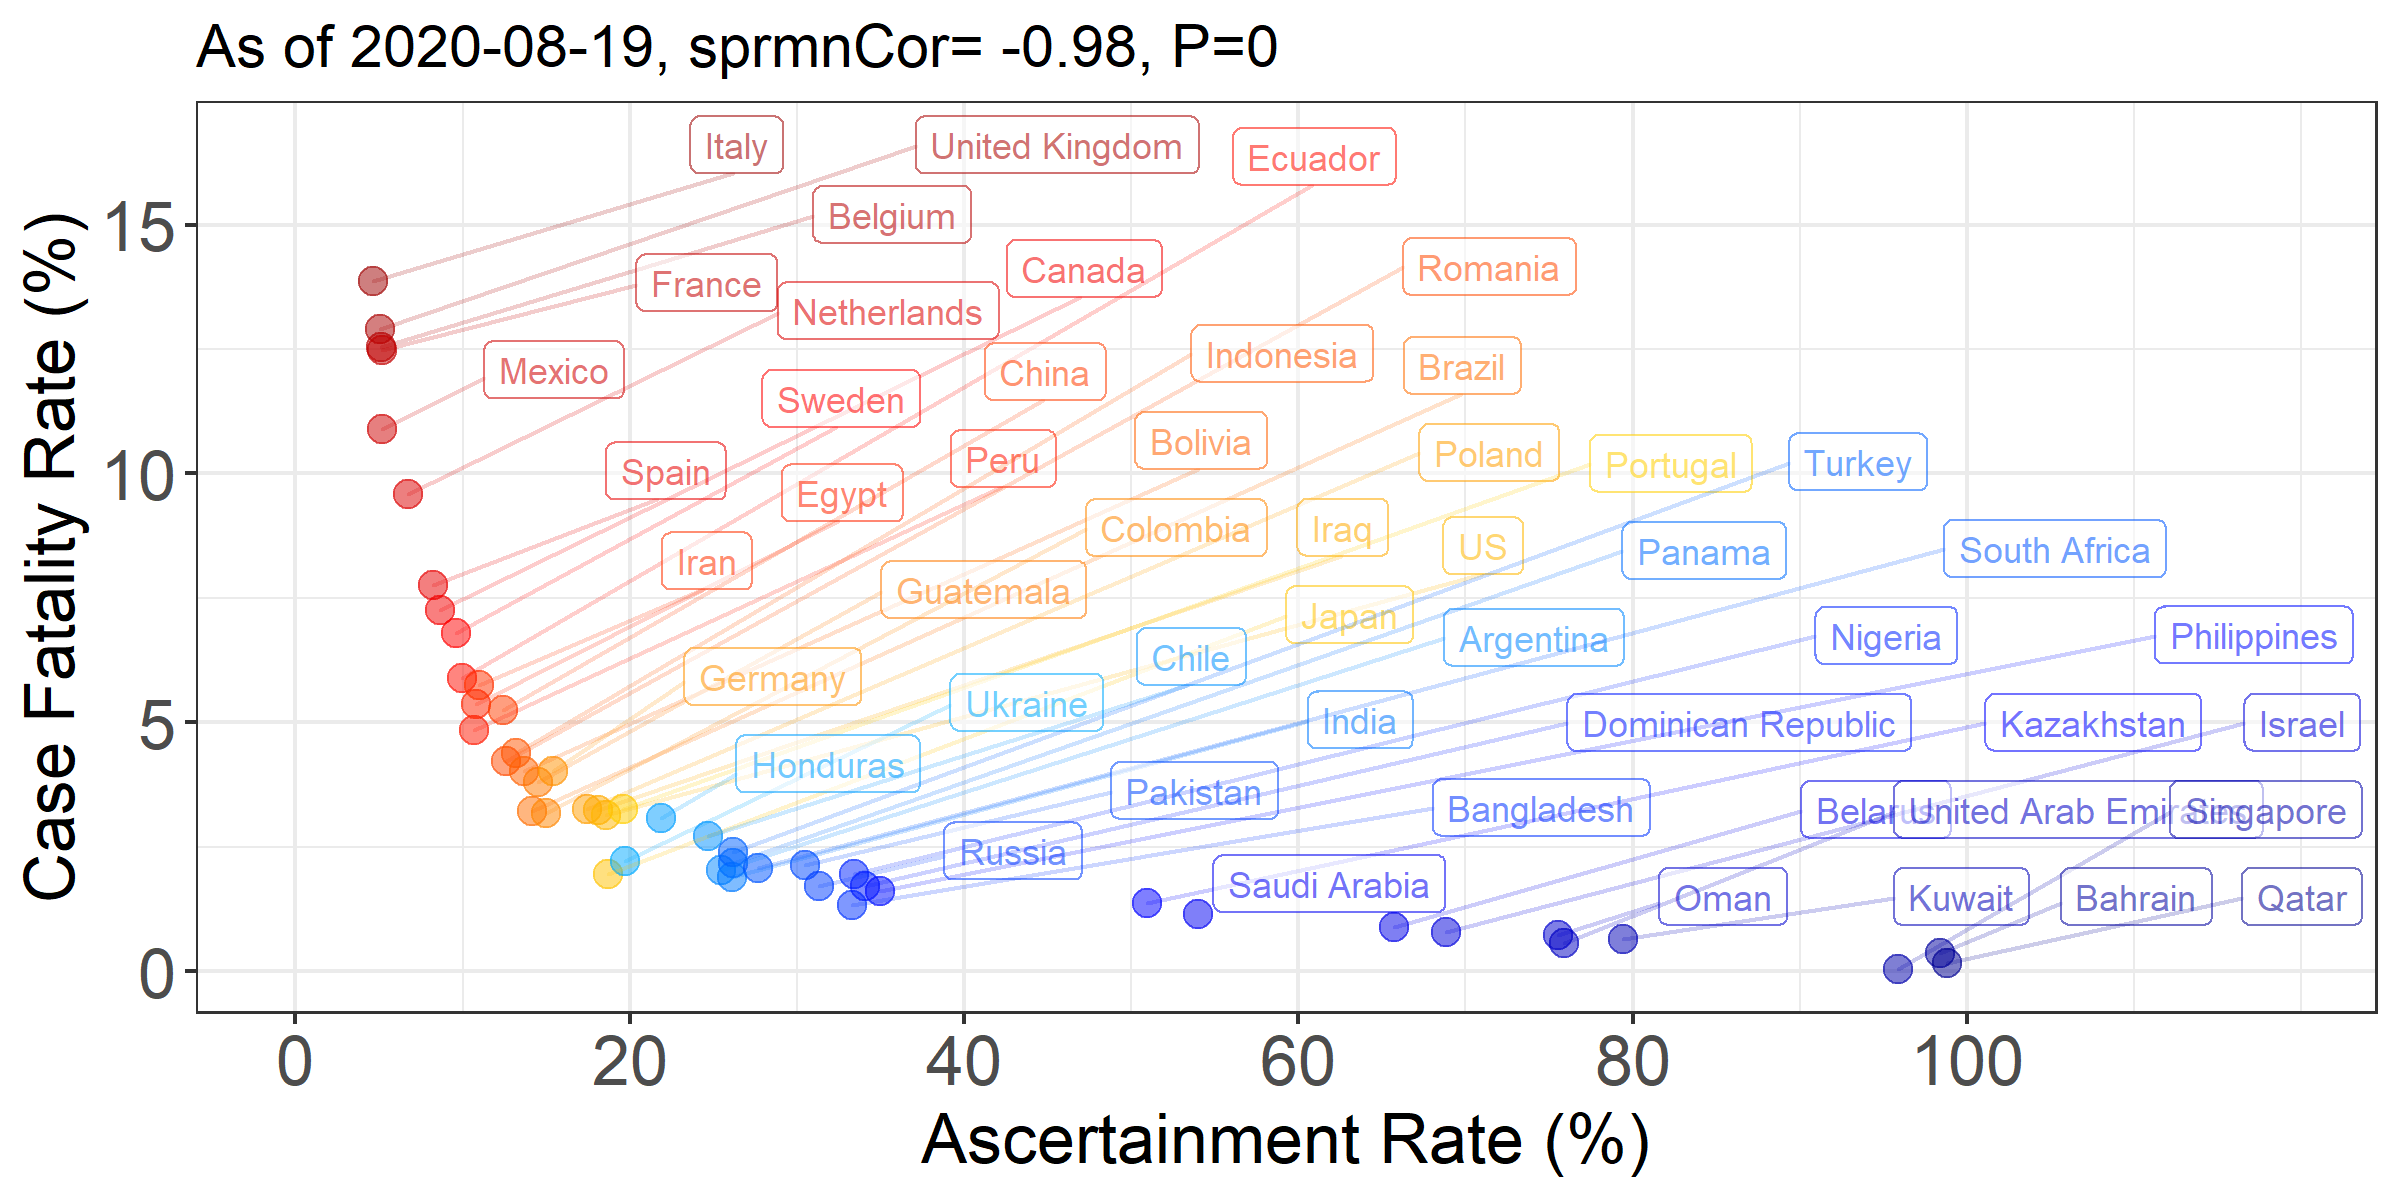 As of 2020-08-19, sprmnCor= -0.98, P=0
Case Fatality Rate (%)
15
10
5
0
Italy
United Kingdom
Ecuador
Belgium
Canada
Romania
France
Netherlands
Indonesia
Brazil
Mexico
China
Sweden
Bolivia
Poland
Portugal
Turkey
Spain
Peru
Egypt
Colombia
Iraq
US
Panama
South Africa
Iran
Guatemala
Japan
Argentina
Nigeria
Philippines
Germany
Chile
Ukraine
India
Dominican Republic
Kazakhstan
Israel
Honduras
Pakistan
Bangladesh
Belarus
United Arab Emirates
Singapore
Russia
Saudi Arabia
Oman
Kuwait
Bahrain
Qatar
0
20
40
60
80
100
Ascertainment Rate (%)